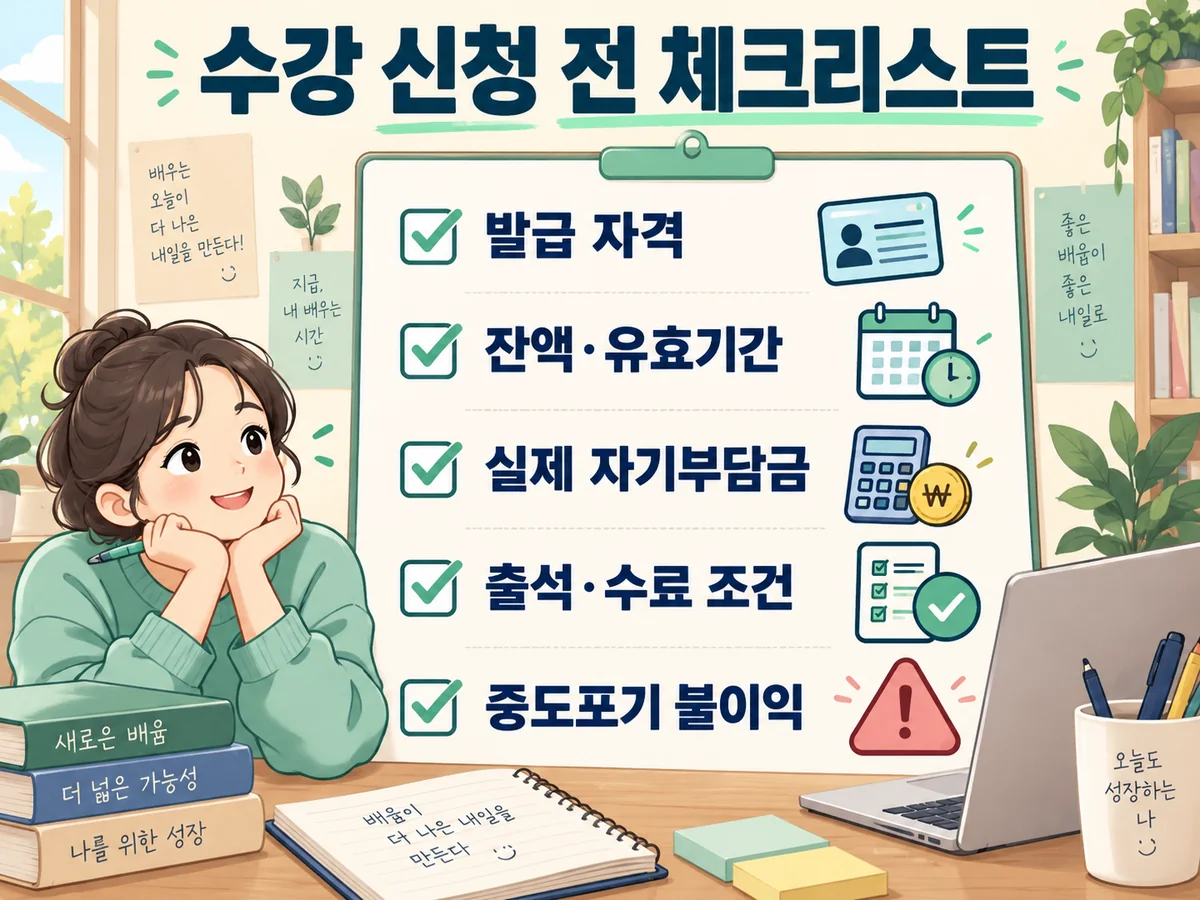 수강 신청 전 체크리스트
배우는
오늘이
더 나은
내일을 만든다!
지금,
내 배우는
시간
좋은
배움이
좋은
내일로
발급 자격
잔액·유효기간
실제 자기부담금
₩
출석·수료 조건
중도포기 불이익
새로운 배움
더 넓은 가능성
나를 위한 성장
배움이
더 나은 내일을
만든다
오늘도
성장하는
나